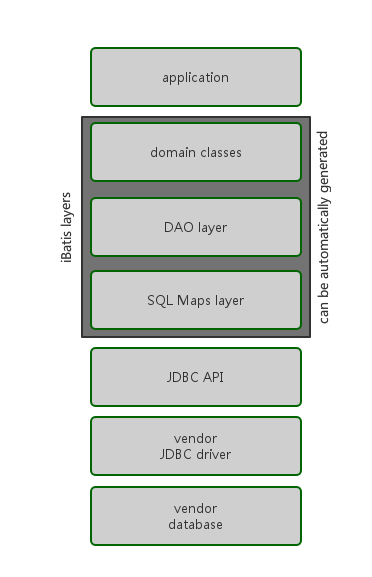 application
domain classes
DAO layer
SQL Maps layer
iBatis layers
can be automatically generated
JDBC API
vendor
JDBC driver
vendor
database